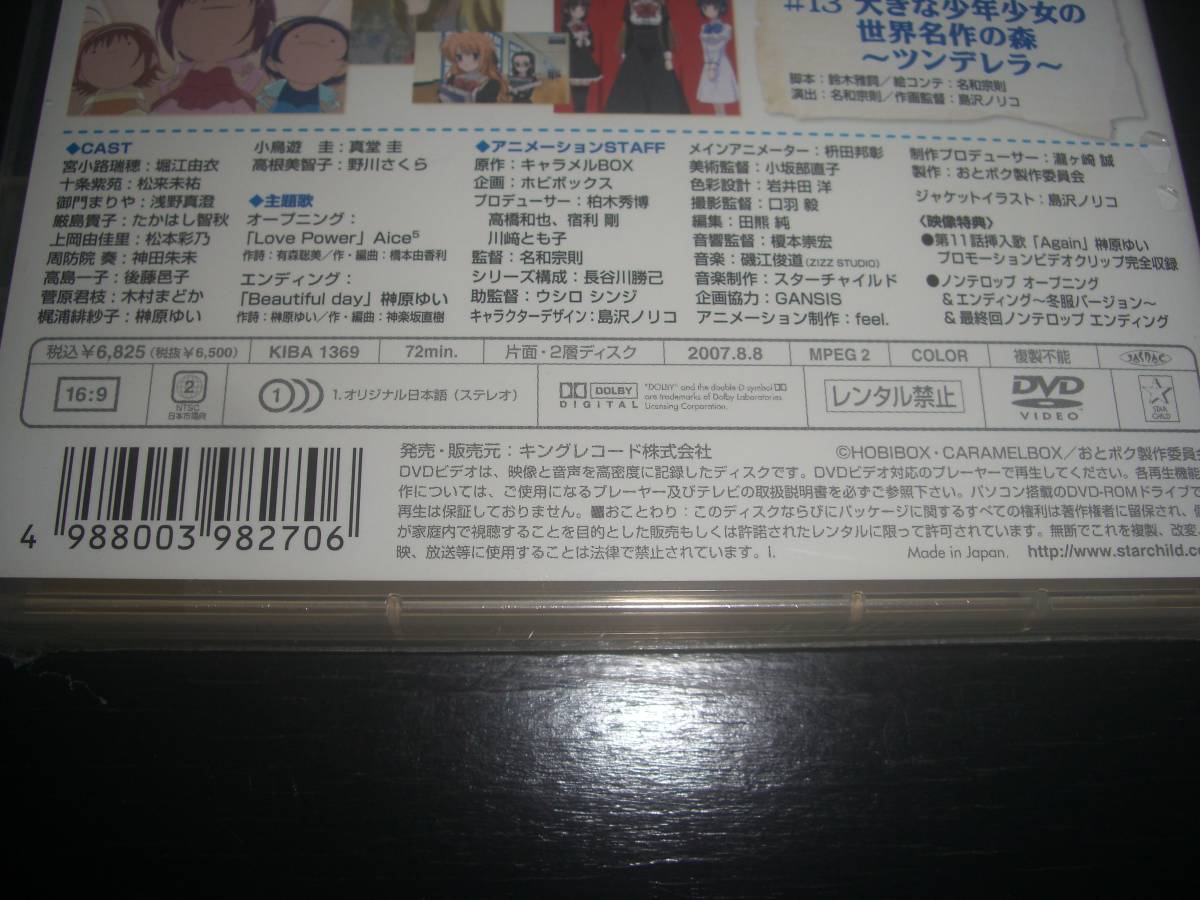 #13 大きな少年少女の
世界名作の森
～ツンデレラ～
脚本：鈴木雅詞／絵コンテ：名和宗則
演出：名和宗則／作画監督：島沢ノリコ
◆CAST
宮小路瑞穂：堀江由衣
十条紫苑：松来未祐
御門まりや：浅野真澄
厳島貴子：たかはし智秋
上岡由佳里：松本彩乃
周防院 奏：神田朱未
高島一子：後藤邑子
菅原君枝：木村まどか
梶浦緋紗子：榊原ゆい
小鳥遊 圭：真堂 圭
高根美智子：野川さくら
◆主題歌
オープニング：
「Love Power」Aice⁵
作詩：有森聡美／作・編曲：橋本由香利
エンディング：
「Beautiful day」榊原ゆい
作詩：榊原ゆい／作・編曲：神楽坂直樹
◆アニメーションSTAFF
原作：キャラメルBOX
企画：ホビボックス
プロデューサー：柏木秀博
高橋和也、宿利 剛
川﨑とも子
監督：名和宗則
シリーズ構成：長谷川勝己
助監督：ウシロ シンジ
キャラクターデザイン：島沢ノリコ
メインアニメーター：枡田邦彰
美術監督：小坂部直子
色彩設計：岩井田 洋
撮影監督：口羽 毅
編集：田熊 純
音響監督：榎本崇宏
音楽：磯江俊道(ZIZZ STUDIO)
音楽制作：スターチャイルド
企画協力：GANSIS
アニメーション制作：feel.
制作プロデューサー：瀧ヶ崎 誠
製作：おとボク製作委員会
ジャケットイラスト：島沢ノリコ
〈映像特典〉
●第11話挿入歌「Again」榊原ゆい
プロモーションビデオクリップ完全収録
●ノンテロップ オープニング
＆エンディング～冬服バージョン～
＆最終回ノンテロップ エンディング
税込￥6,825（税抜￥6,500） KIBA 1369 72min. 片面・2層ディスク 2007.8.8 MPEG 2 COLOR 複製不能 JASRAC
16:9 2 NTSC 日本市場向 1 1.オリジナル日本語（ステレオ） DOLBY DIGITAL "DOLBY" and the double-D symbol are trademarks of Dolby Laboratories Licensing Corporation. レンタル禁止 DVD VIDEO STAR CHILD
発売・販売元：キングレコード株式会社 ©HOBIBOX・CARAMELBOX／おとボク製作委員会
DVDビデオは、映像と音声を高密度に記録したディスクです。DVDビデオ対応のプレーヤーで再生してください。各再生機能
作については、ご使用になるプレーヤー及びテレビの取扱説明書を必ずご参照下さい。パソコン搭載のDVD-ROMドライブで
再生は保証しておりません。■おことわり：このディスクならびにパッケージに関するすべての権利は著作権者に留保され、個
が家庭内で視聴することを目的とした販売もしくは許諾されたレンタルに限って許可されています。無断でこれを複製、改変、
映、放送等に使用することは法律で禁止されています。I. Made in Japan. http://www.starchild.co
4 988003 982706